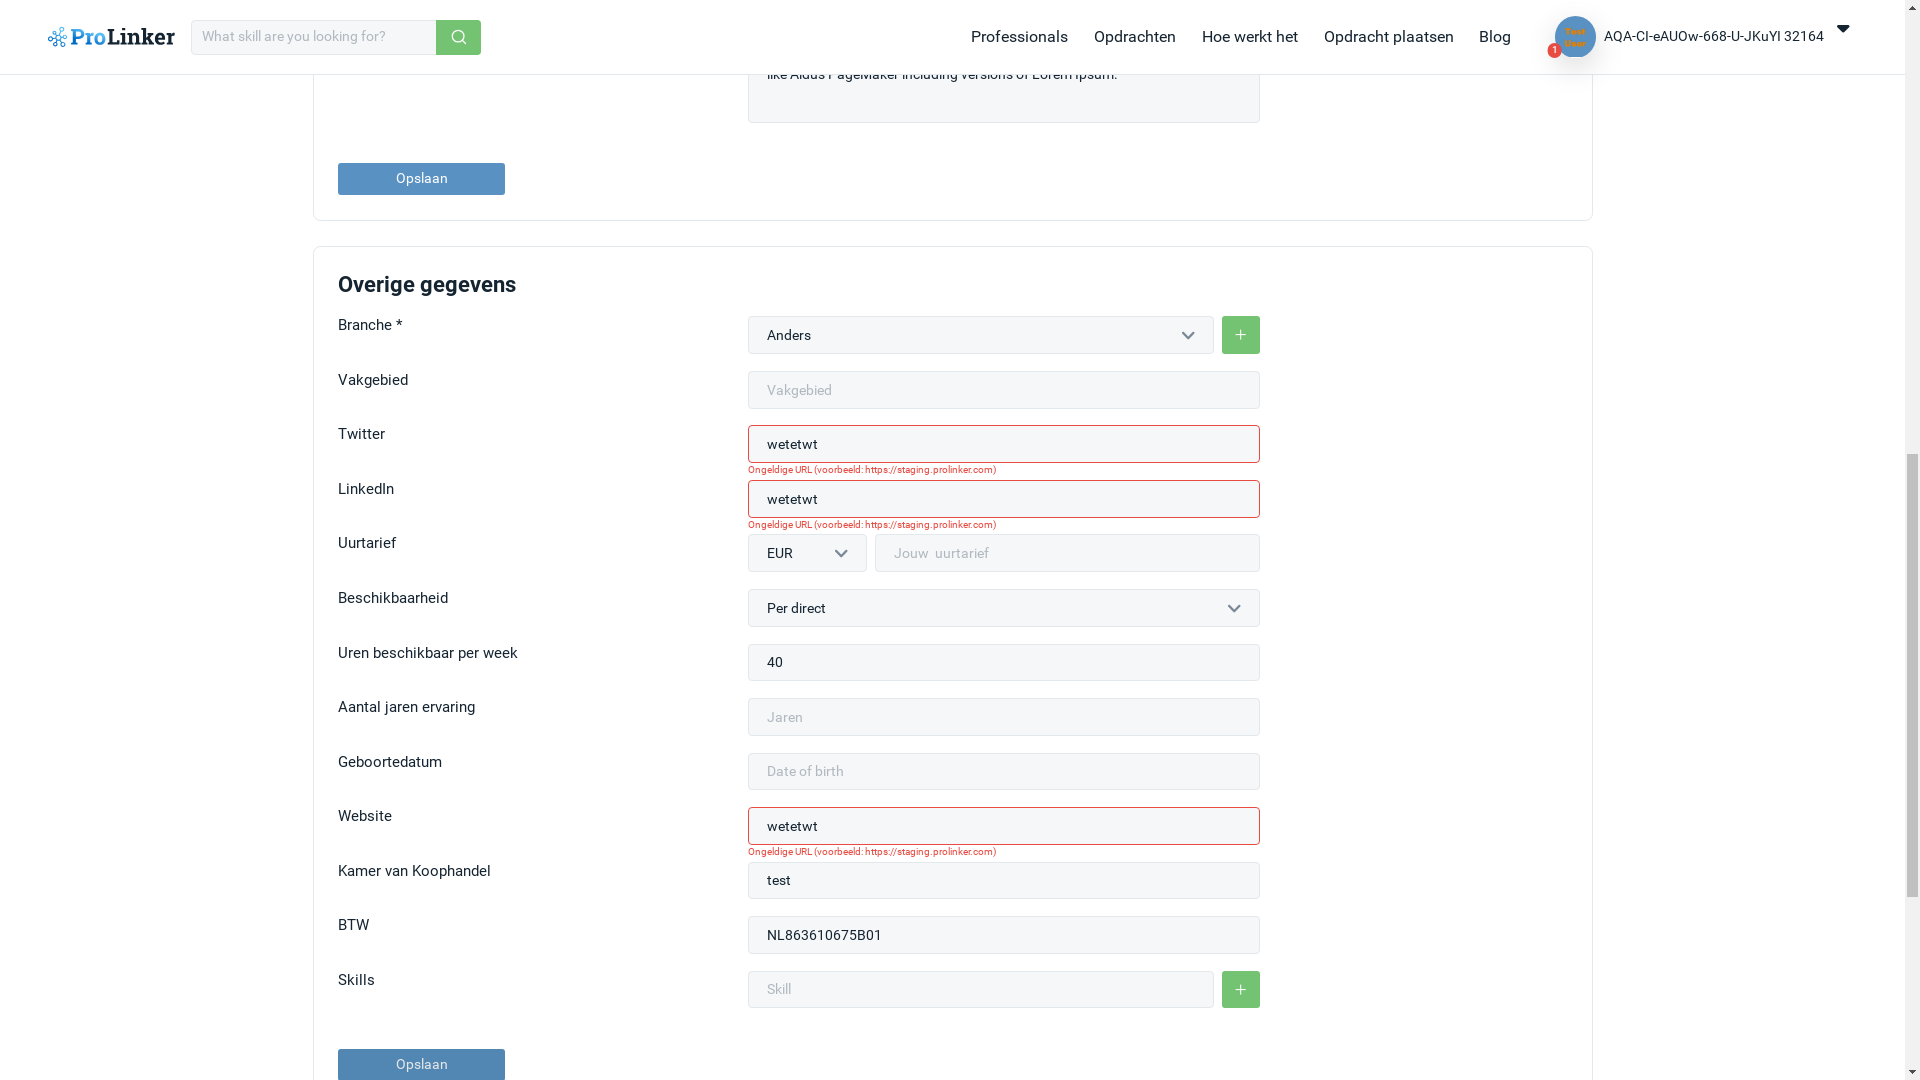 ProLinker
What skill are you looking for?
Professionals
Opdrachten
Hoe werkt het
Opdracht plaatsen
Blog
1
AQA-CI-eAUOw-668-U-JKuYI 32164
like Aldus PageMaker including versions of Lorem Ipsum.
Opslaan
Overige gegevens
Branche *
Anders
+
Vakgebied
Vakgebied
Twitter
wetetwt
Ongeldige URL (voorbeeld: https://staging.prolinker.com)
LinkedIn
wetetwt
Ongeldige URL (voorbeeld: https://staging.prolinker.com)
Uurtarief
EUR
Jouw uurtarief
Beschikbaarheid
Per direct
Uren beschikbaar per week
40
Aantal jaren ervaring
Jaren
Geboortedatum
Date of birth
Website
wetetwt
Ongeldige URL (voorbeeld: https://staging.prolinker.com)
Kamer van Koophandel
test
BTW
NL863610675B01
Skills
Skill
+
Opslaan